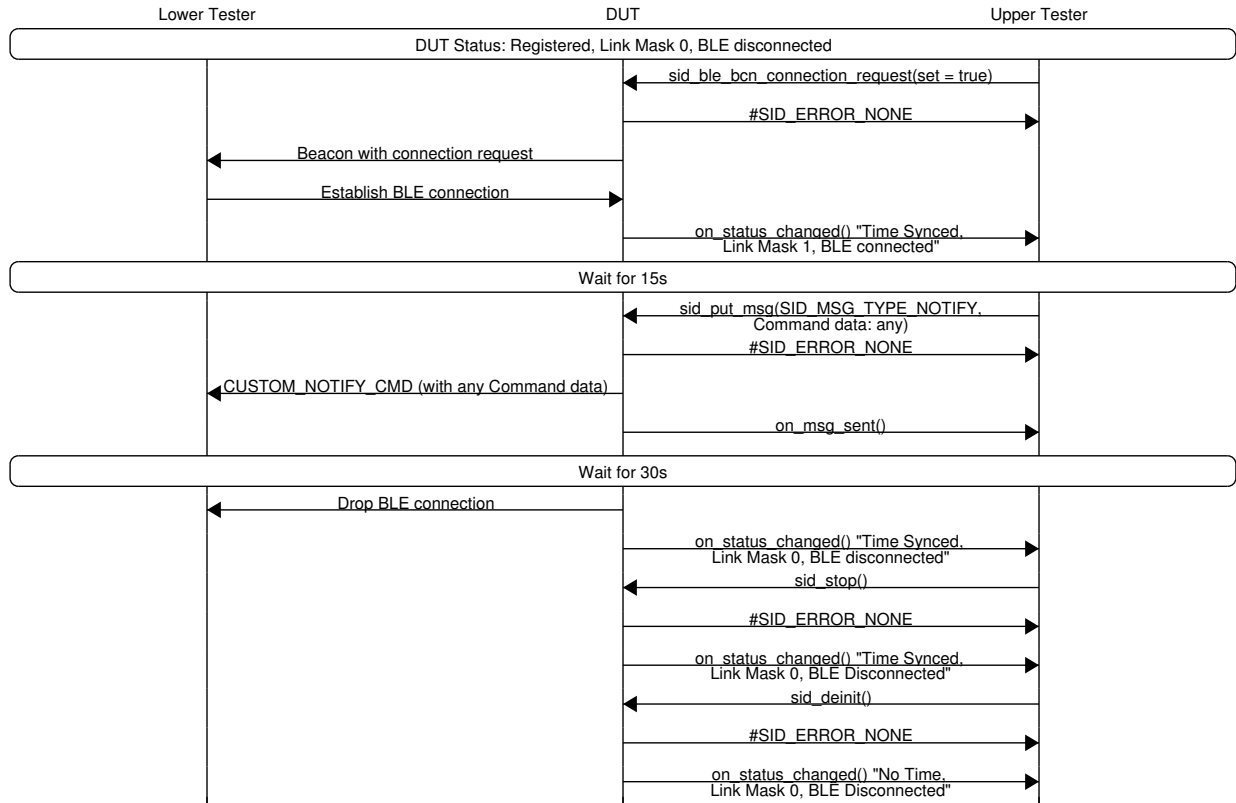 Lower Tester
DUT
Upper Tester
DUT Status: Registered, Link Mask 0, BLE disconnected
sid_ble_bcn_connection_request(set = true)
#SID_ERROR_NONE
Beacon with connection request
Establish BLE connection
on_status_changed() "Time Synced,
Link Mask 1, BLE connected"
Wait for 15s
sid_put_msg(SID_MSG_TYPE_NOTIFY,
Command data: any)
#SID_ERROR_NONE
CUSTOM_NOTIFY_CMD (with any Command data)
on_msg_sent()
Wait for 30s
Drop BLE connection
on_status_changed() "Time Synced,
Link Mask 0, BLE disconnected"
sid_stop()
#SID_ERROR_NONE
on_status_changed() "Time Synced,
Link Mask 0, BLE Disconnected"
sid_deinit()
#SID_ERROR_NONE
on_status_changed() "No Time,
Link Mask 0, BLE Disconnected"